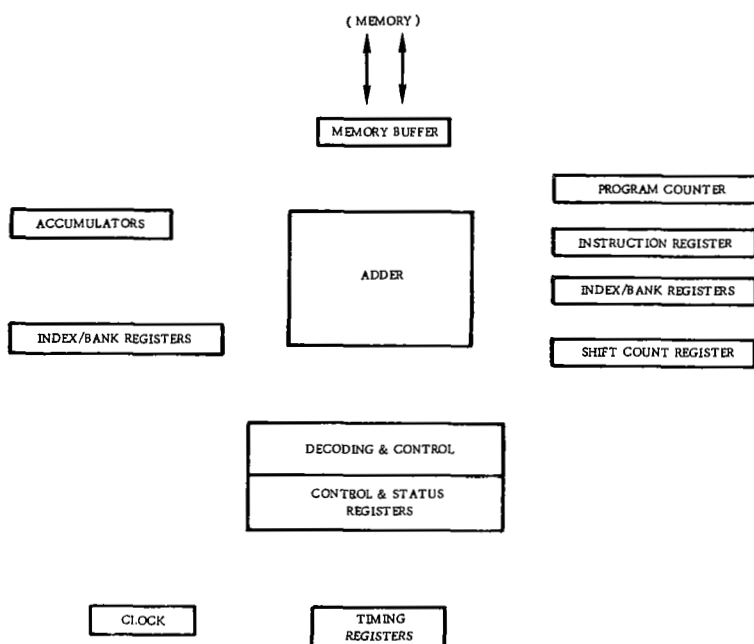 ( MEMORY )
MEMORY BUFFER
PROGRAM COUNTER
ACCUMULATORS
INSTRUCTION REGISTER
ADDER
INDEX/BANK REGISTERS
INDEX/BANK REGISTERS
SHIFT COUNT REGISTER
DECODING & CONTROL
CONTROL & STATUS
REGISTERS
CLOCK
TIMING
REGISTERS